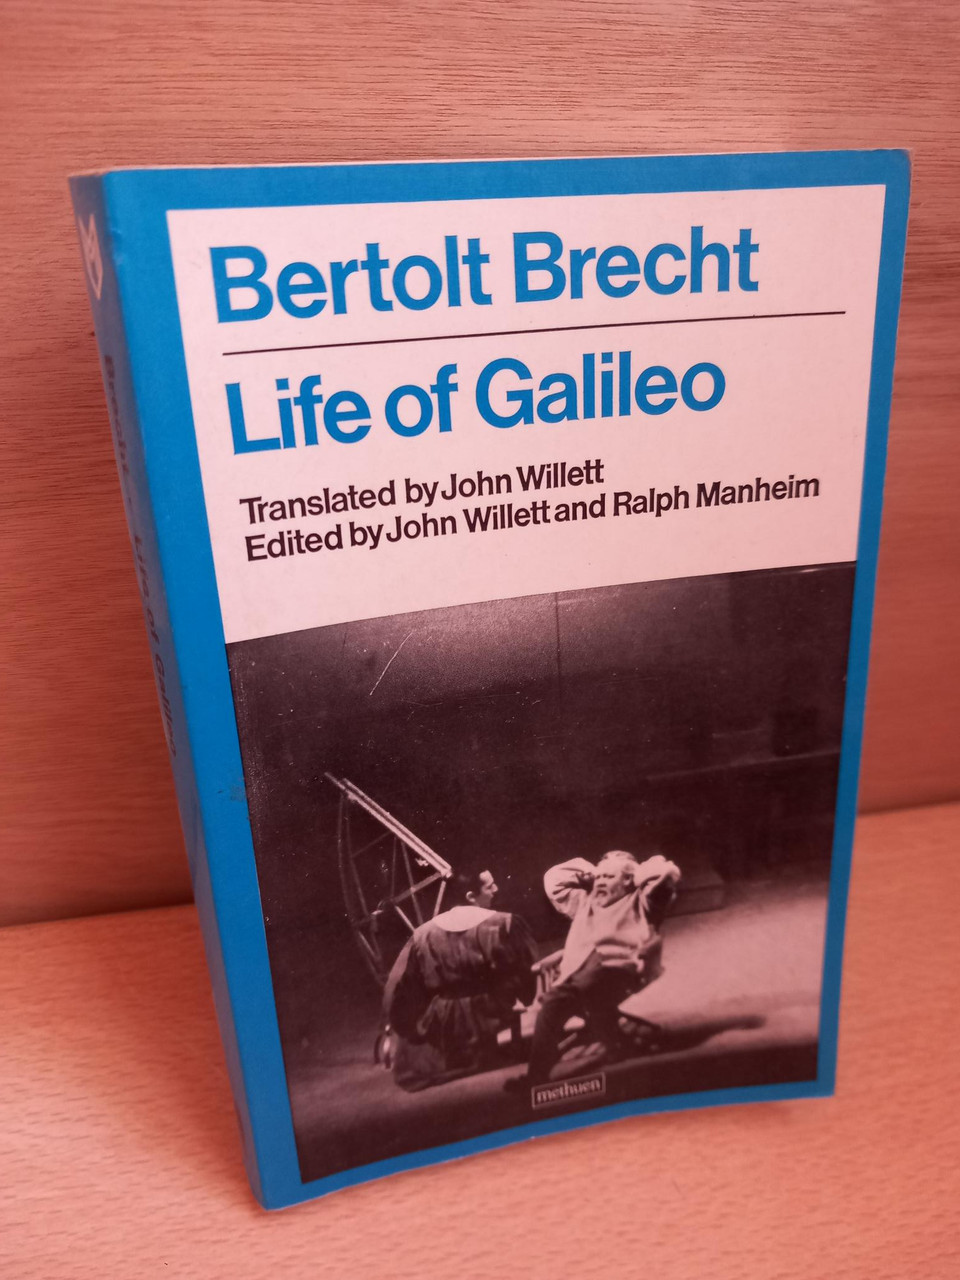 Bertolt Brecht
Life of Galileo
Translated by John Willett
Edited by John Willett and Ralph Manheim
methuen
Life of Galileo